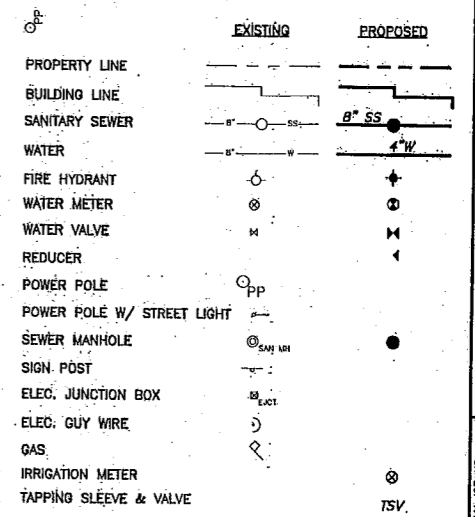 PP
EXISTING PROPOSED
PROPERTY LINE
BUILDING LINE
SANITARY SEWER 8" SS 8" SS
WATER 8" W 4"W
FIRE HYDRANT
WATER METER
WATER VALVE
REDUCER
POWER POLE PP
POWER POLE W/ STREET LIGHT
SEWER MANHOLE SAN MH
SIGN POST
ELEC. JUNCTION BOX EJCT
ELEC. GUY WIRE
GAS
IRRIGATION METER
TAPPING SLEEVE & VALVE TSV